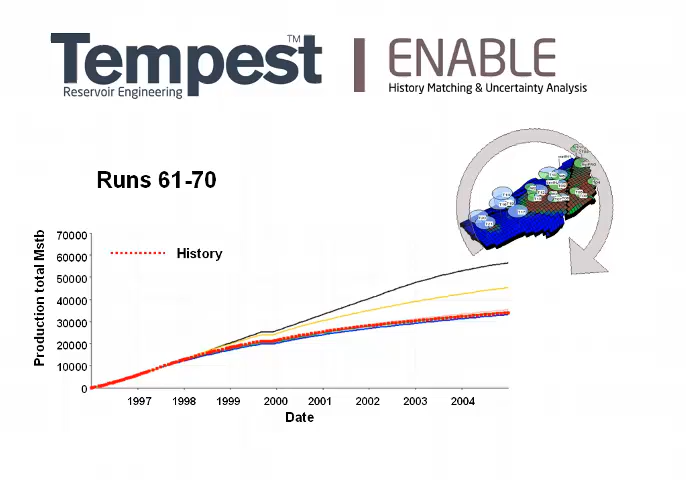 Tempest™ | ENABLE
Reservoir Engineering
History Matching & Uncertainty Analysis
Runs 61-70
History
Production total Mstb
70000
60000
50000
40000
30000
20000
10000
0
1997 1998 1999 2000 2001 2002 2003 2004
Date